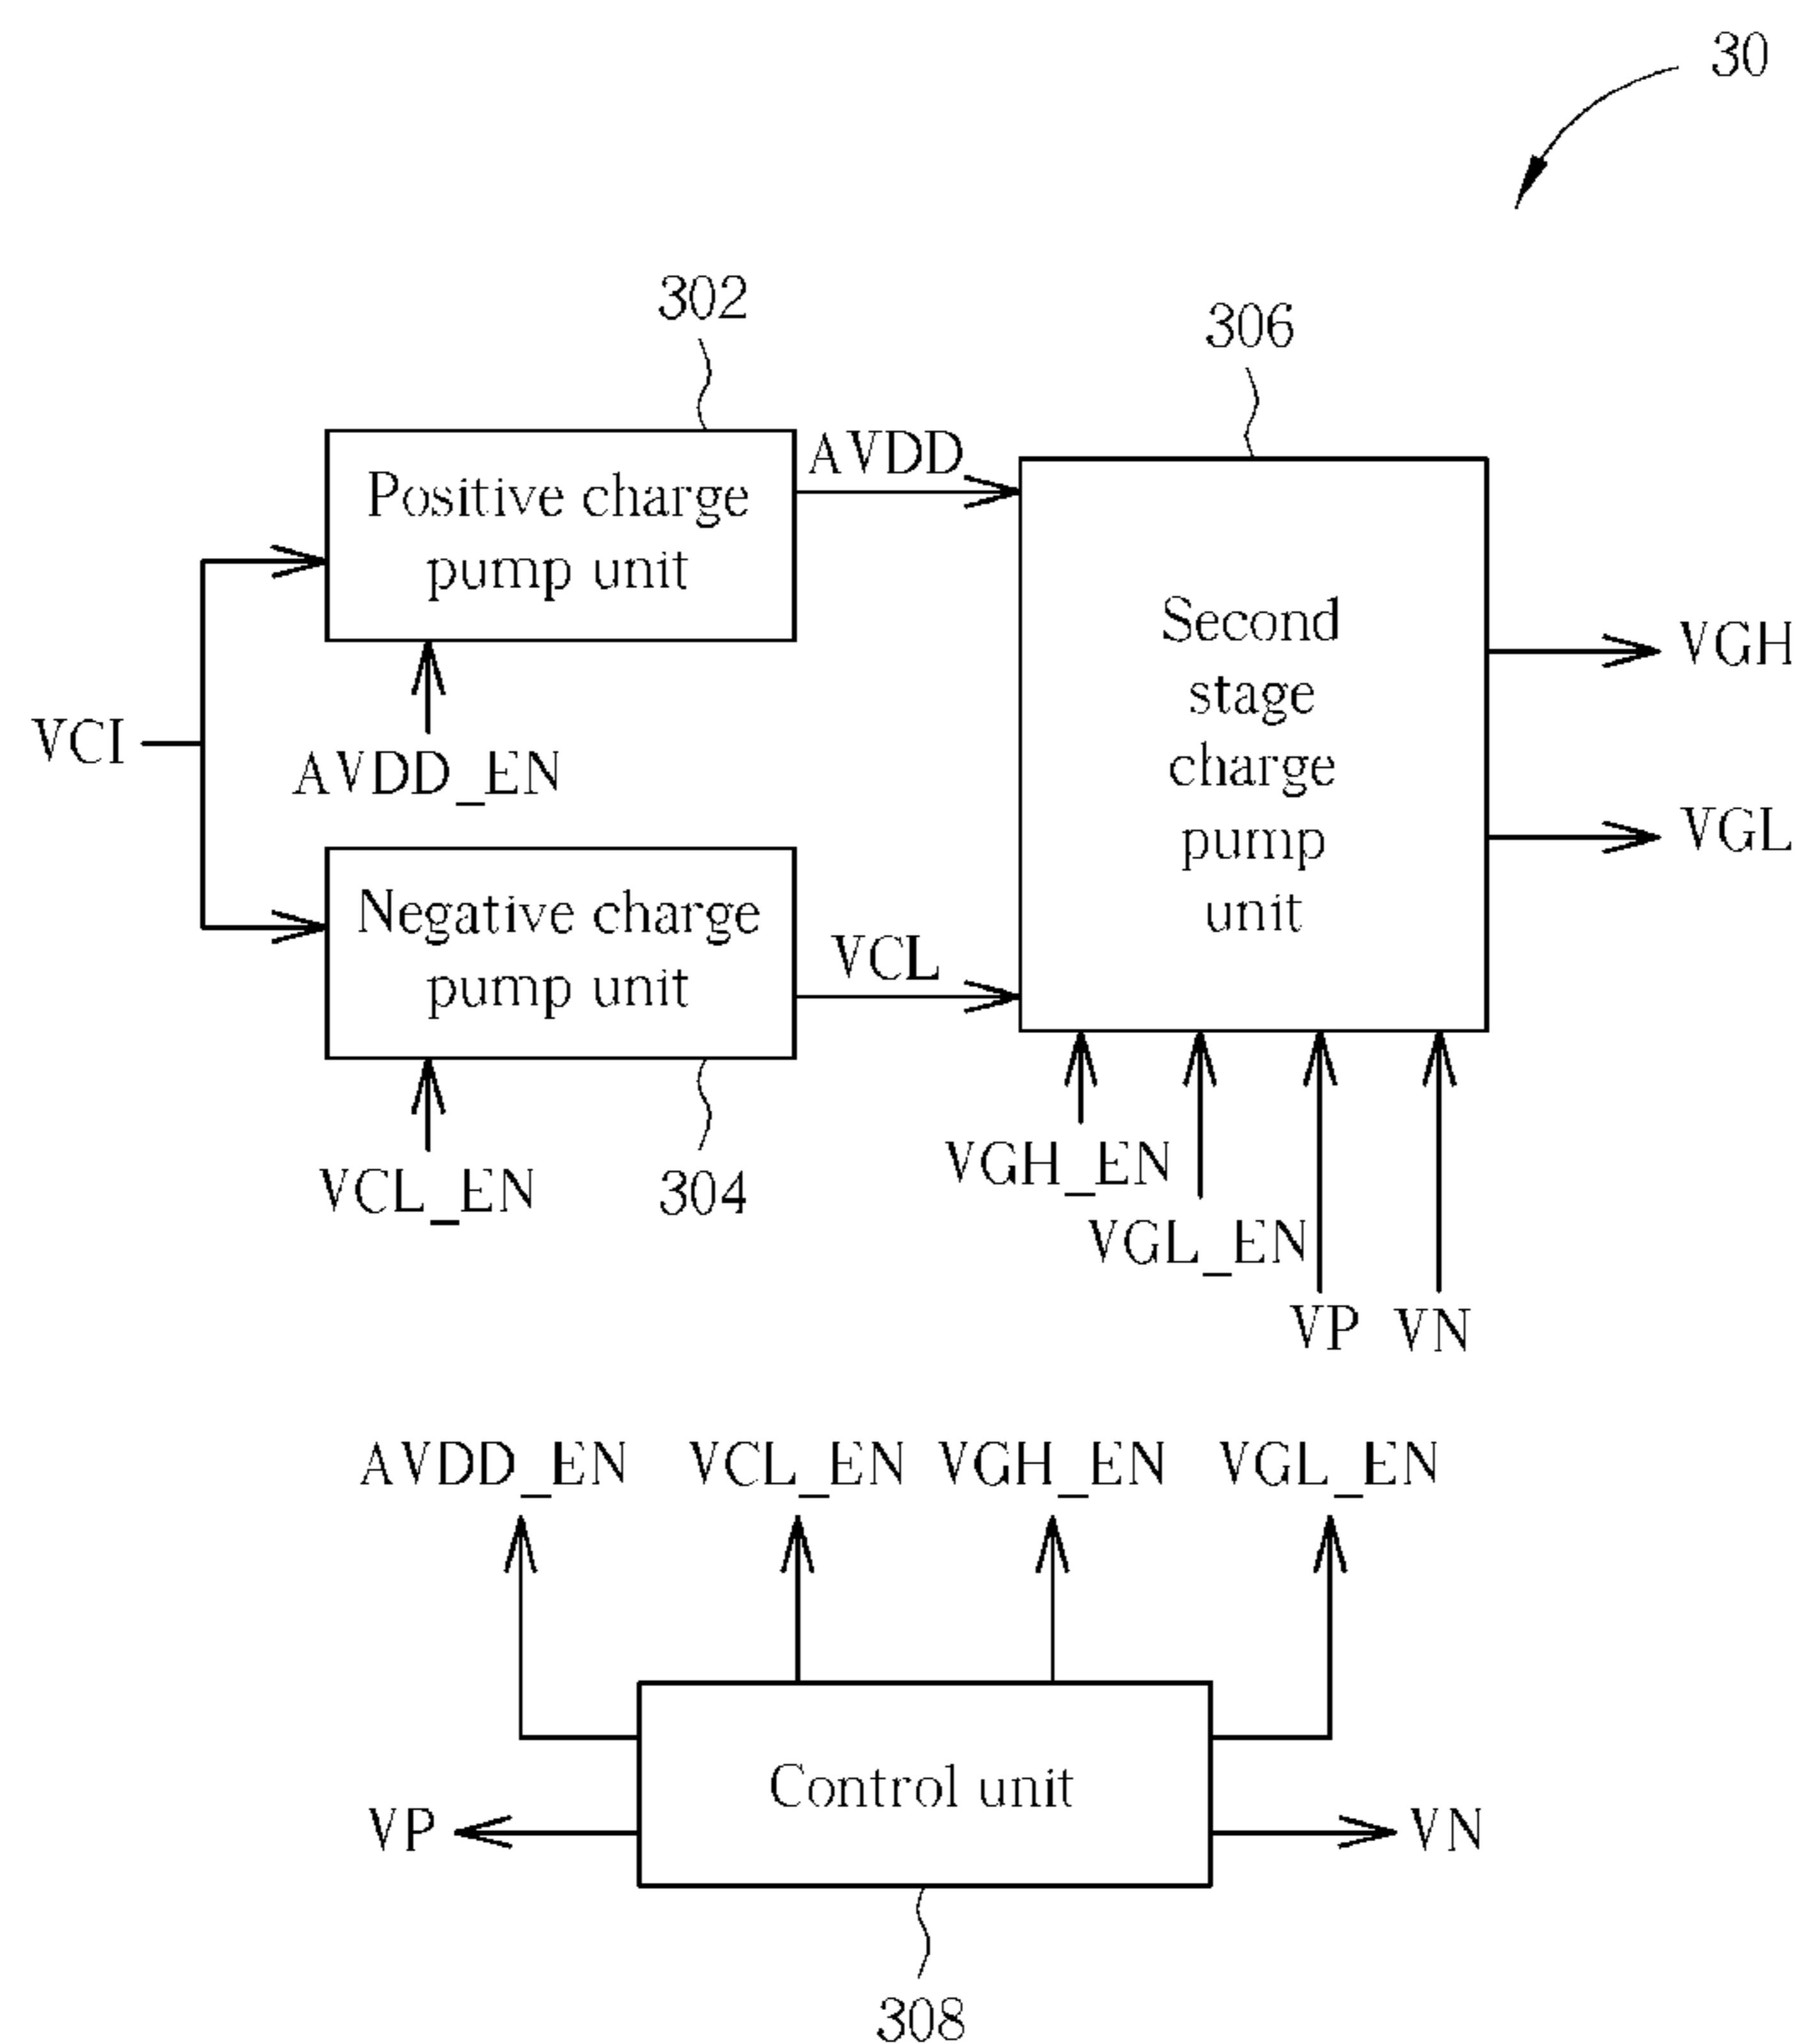 30
302
306
AVDD
Positive charge
pump unit
Second
stage
charge
pump
unit
VGH
VCI
AVDD_EN
VGL
Negative charge
pump unit
VCL
VGH_EN
VCL_EN
304
VGL_EN
VP
VN
AVDD_EN
VCL_EN
VGH_EN
VGL_EN
Control unit
VP
VN
308